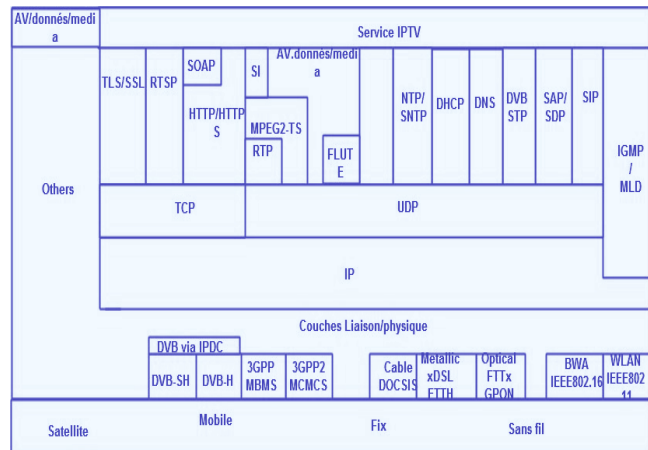 AV/donnés/medi
a
Service IPTV
TLS/SSL
RTSP
SOAP
HTTP/HTTP
S
SI
AV.données/medi
a
MPEG2-TS
RTP
FLUT
E
NTP/
SNTP
DHCP
DNS
DVB
STP
SAP/
SDP
SIP
IGMP
/
MLD
Others
TCP
UDP
IP
Couches Liaison/physique
DVB via IPDC
DVB-SH
DVB-H
3GPP
MBMS
3GPP2
MCMCS
Cable
DOCSIS
Metallic
xDSL
FTTH
Optical
FTTx
GPON
BWA
IEEE802.16
WLAN
IEEE802
11
Satellite
Mobile
Fix
Sans fil